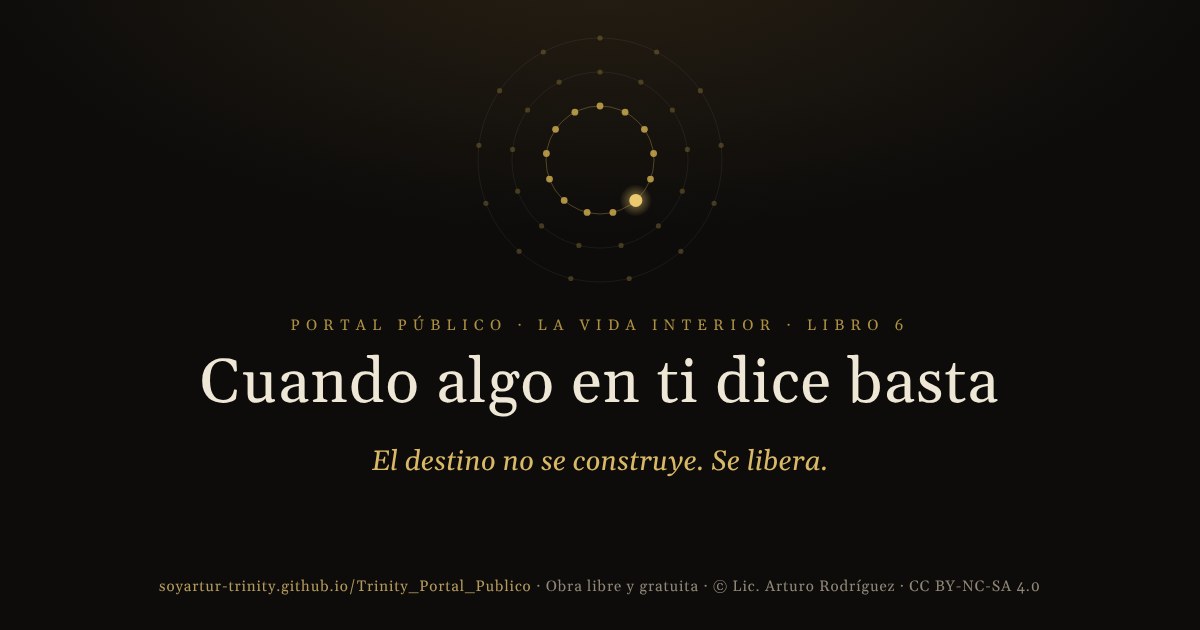 PORTAL PÚBLICO · LA VIDA INTERIOR · LIBRO 6
Cuando algo en ti dice basta
El destino no se construye. Se libera.
soyartur-trinity.github.io/Trinity_Portal_Publico · Obra libre y gratuita · © Lic. Arturo Rodríguez · CC BY-NC-SA 4.0